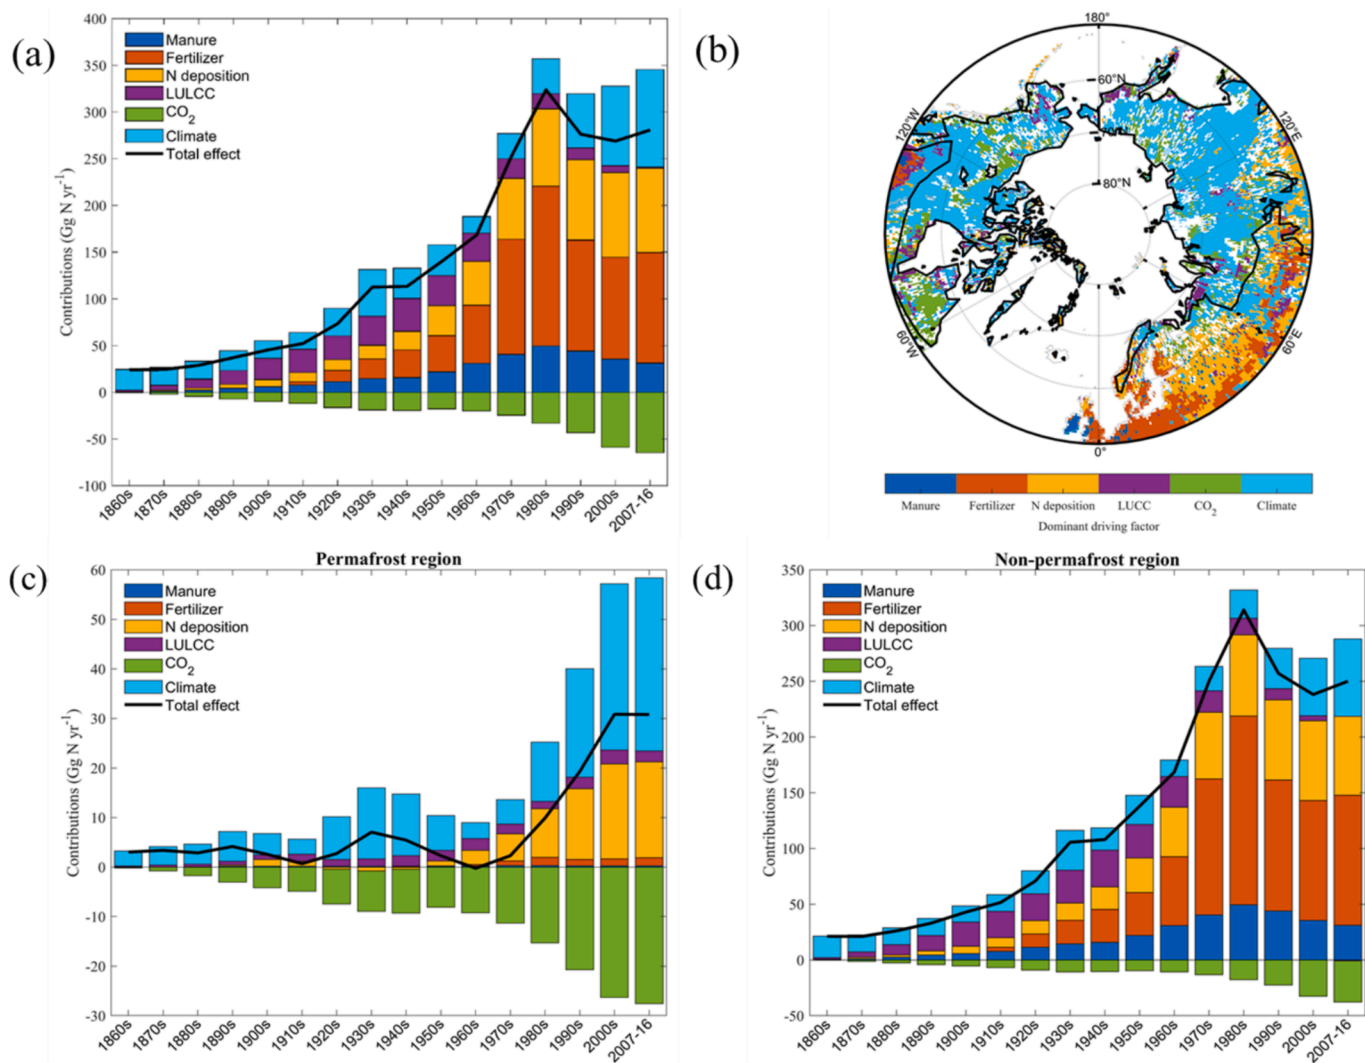 (a)
400
350
300
250
200
150
100
50
0
-50
-100
Contributions (Gg N yr⁻¹)
Manure
Fertilizer
N deposition
LULCC
CO₂
Climate
Total effect
1860s 1870s 1880s 1890s 1900s 1910s 1920s 1930s 1940s 1950s 1960s 1970s 1980s 1990s 2000s 2007-16
(b)
180°
60°N
80°N
120°W
120°E
60°W
60°E
0°
Manure Fertilizer N deposition LUCC CO₂ Climate
Dominant driving factor
(c)
Permafrost region
60
50
40
30
20
10
0
-10
-20
-30
Contributions (Gg N yr⁻¹)
Manure
Fertilizer
N deposition
LULCC
CO₂
Climate
Total effect
1860s 1870s 1880s 1890s 1900s 1910s 1920s 1930s 1940s 1950s 1960s 1970s 1980s 1990s 2000s 2007-16
(d)
Non-permafrost region
350
300
250
200
150
100
50
0
-50
Contributions (Gg N yr⁻¹)
Manure
Fertilizer
N deposition
LULCC
CO₂
Climate
Total effect
1860s 1870s 1880s 1890s 1900s 1910s 1920s 1930s 1940s 1950s 1960s 1970s 1980s 1990s 2000s 2007-16